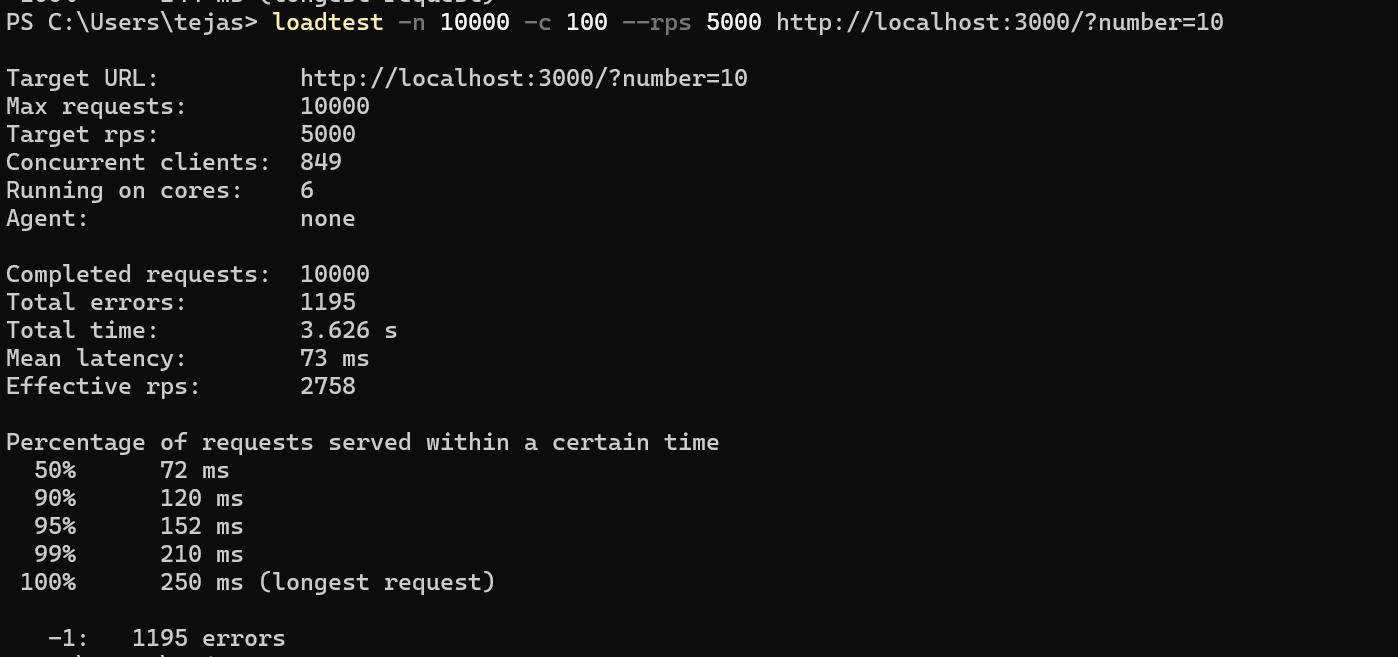 PS C:\Users\tejas> loadtest -n 10000 -c 100 --rps 5000 http://localhost:3000/?number=10
Target URL: http://localhost:3000/?number=10
Max requests: 10000
Target rps: 5000
Concurrent clients: 849
Running on cores: 6
Agent: none
Completed requests: 10000
Total errors: 1195
Total time: 3.626 s
Mean latency: 73 ms
Effective rps: 2758
Percentage of requests served within a certain time
50% 72 ms
90% 120 ms
95% 152 ms
99% 210 ms
100% 250 ms (longest request)
-1: 1195 errors